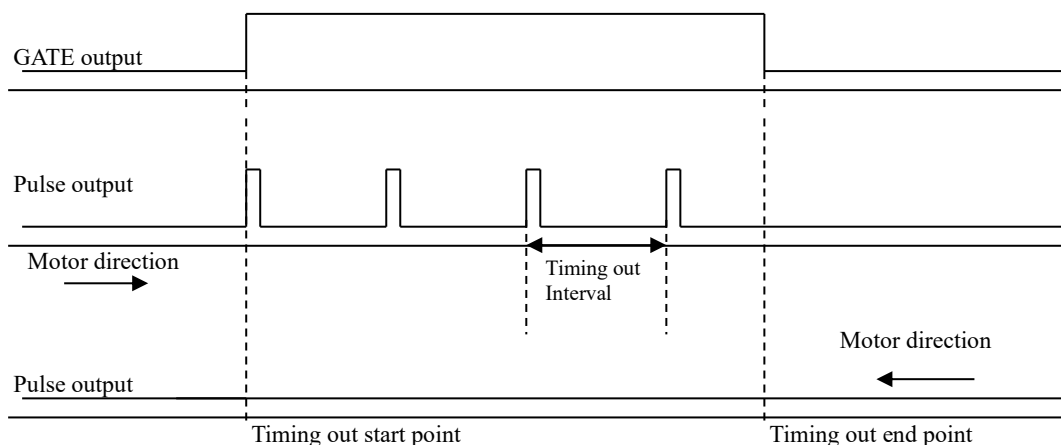 GATE output
Pulse output
Motor direction
Timing out
Interval
Motor direction
Pulse output
Timing out start point
Timing out end point